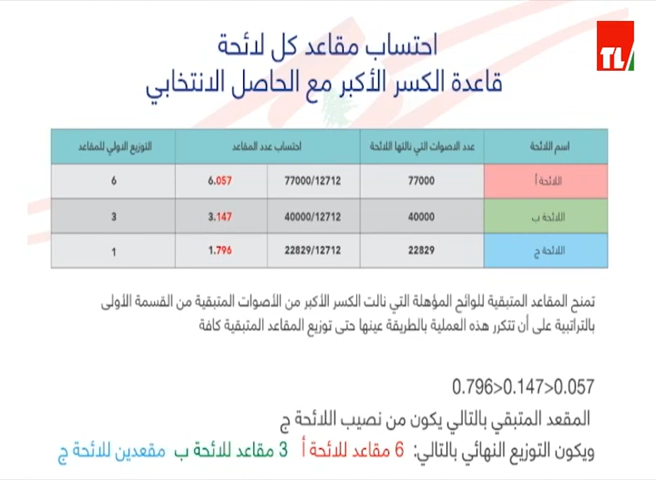 TL/
احتساب مقاعد كل لائحة
قاعدة الكسر الأكبر مع الحاصل الانتخابي
اسم اللائحة عدد الاصوات التي نالتها اللائحة احتساب عدد المقاعد التوزيع الاولي للمقاعد
اللائحة أ 77000 77000/12712 6.057 6
اللائحة ب 40000 40000/12712 3.147 3
اللائحة ج 22829 22829/12712 1.796 1
تمنح المقاعد المتبقية للوائح المؤهلة التي نالت الكسر الأكبر من الأصوات المتبقية من القسمة الأولى
بالتراتبية على أن تتكرر هذه العملية بالطريقة عينها حتى توزيع المقاعد المتبقية كافة
0.796>0.147>0.057
المقعد المتبقي بالتالي يكون من نصيب اللائحة ج
ويكون التوزيع النهائي بالتالي: 6 مقاعد للائحة أ 3 مقاعد للائحة ب مقعدين للائحة ج